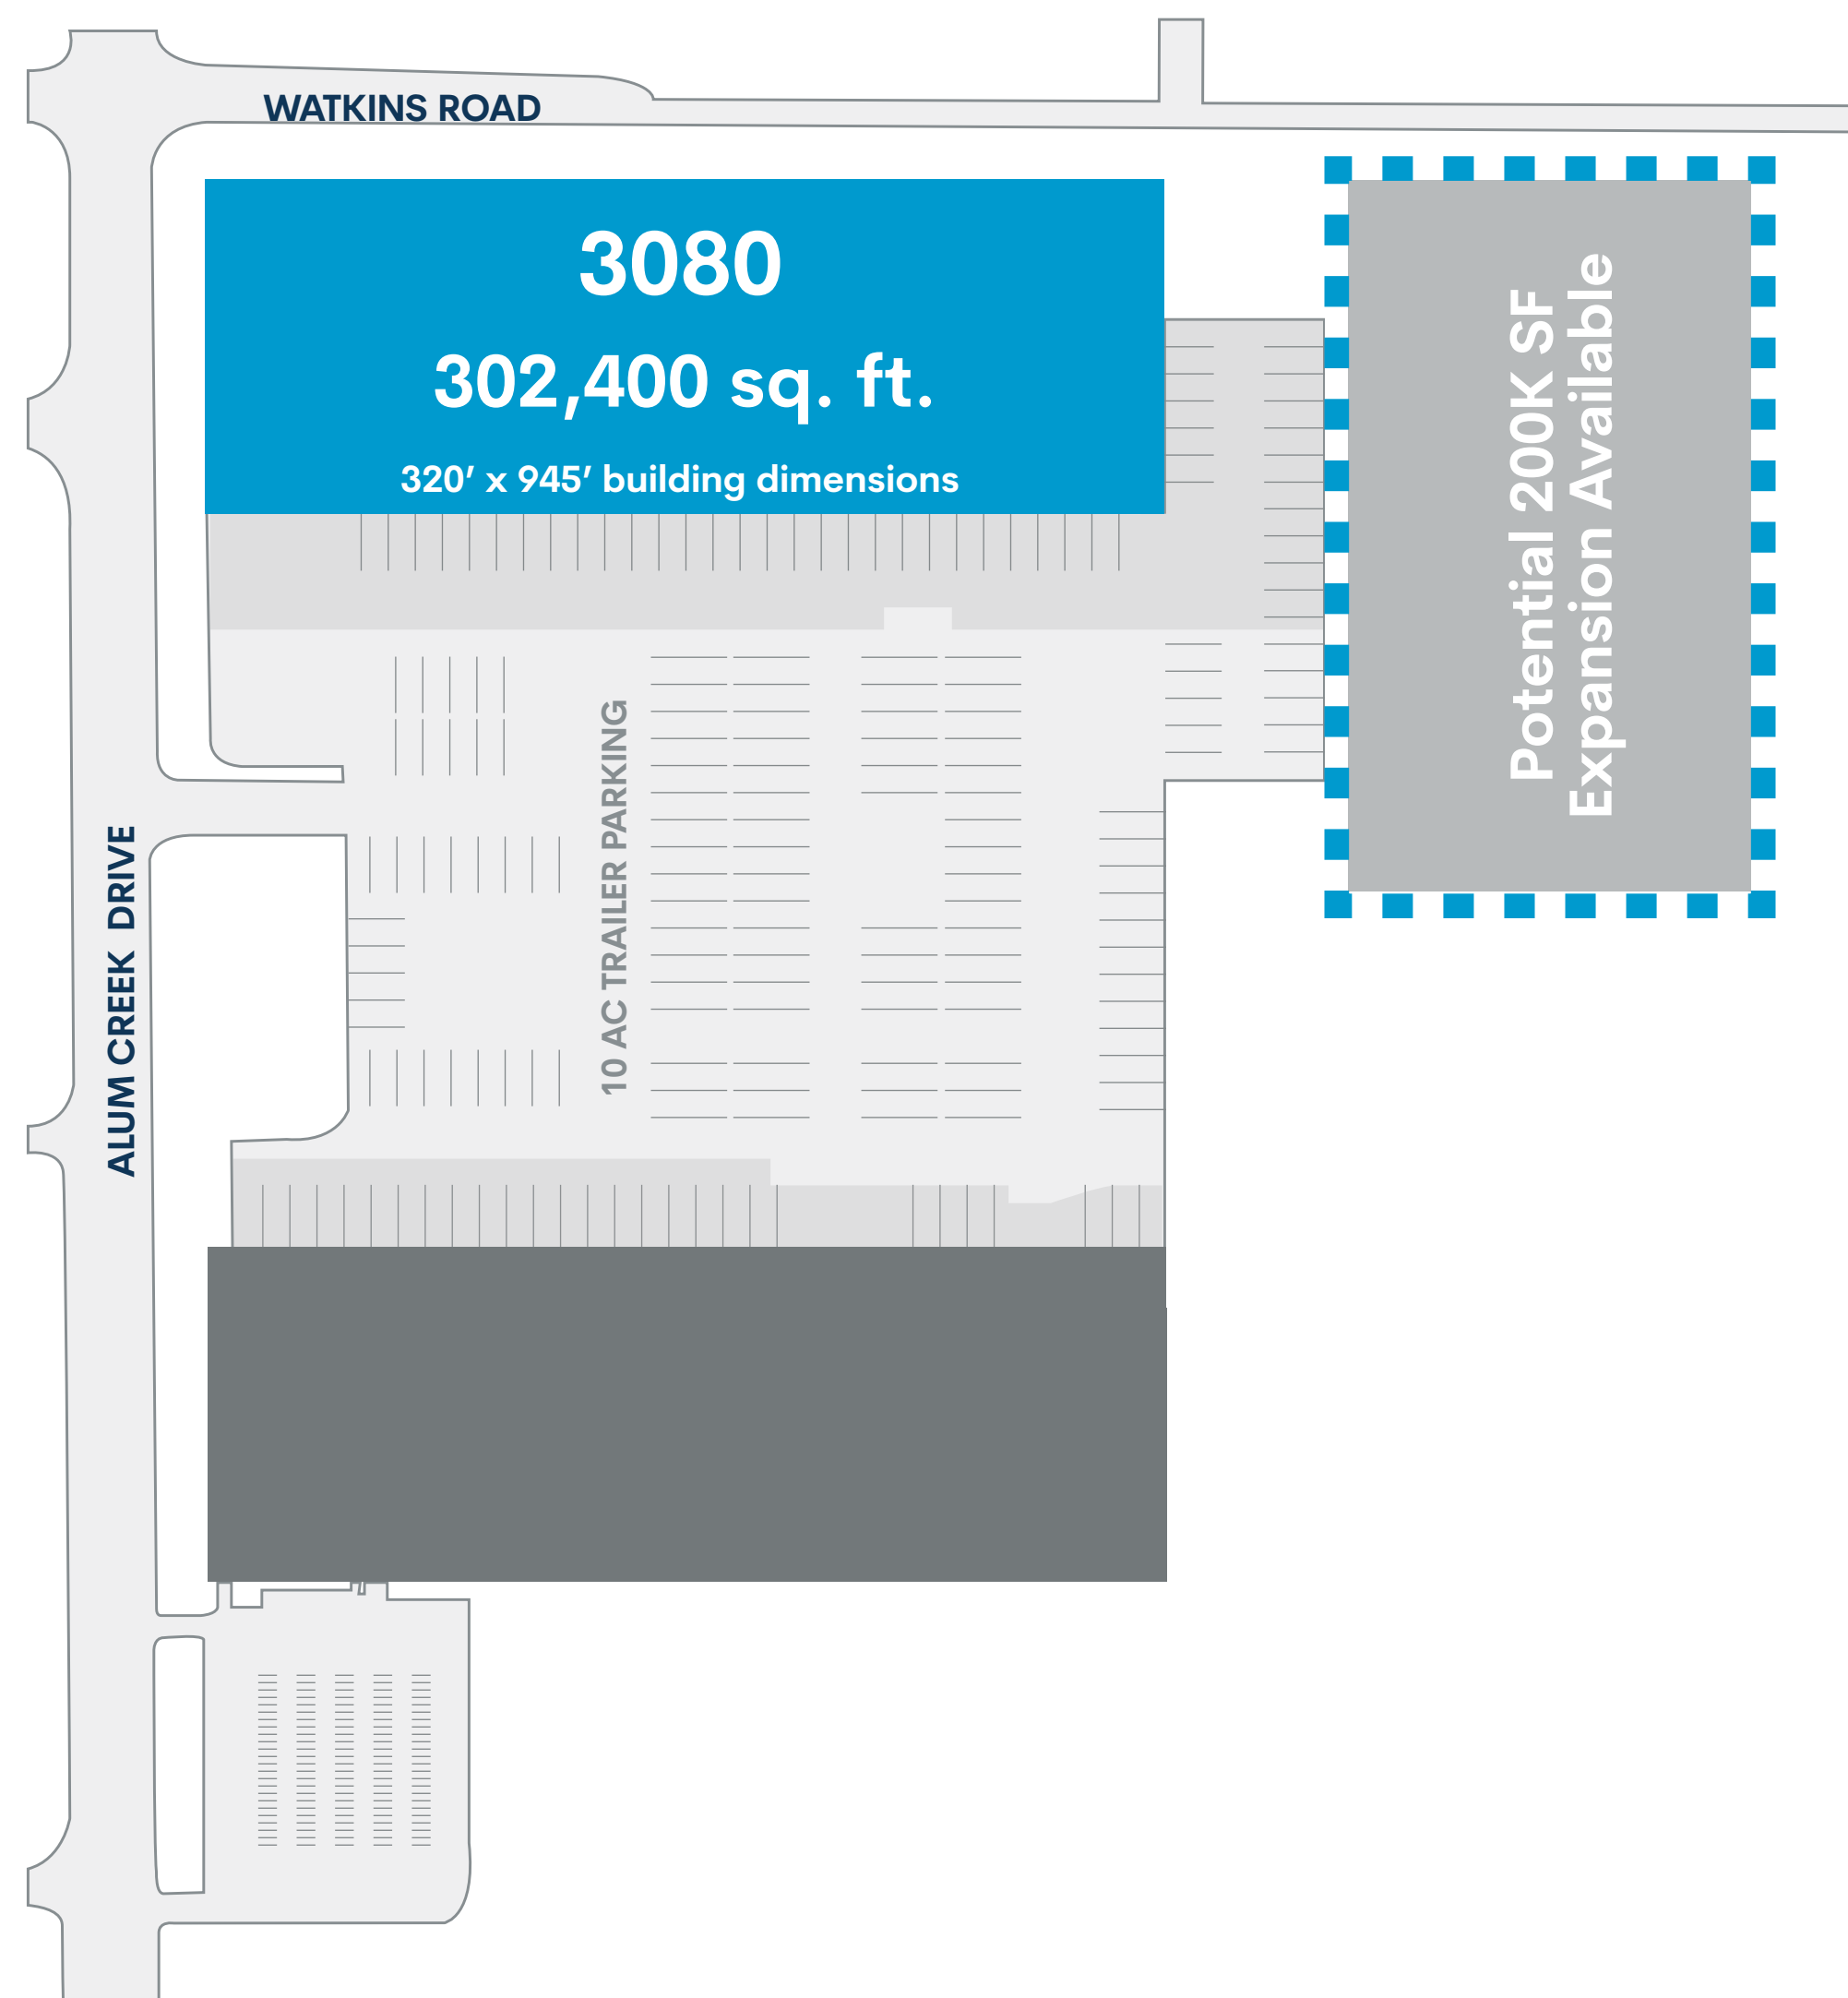 WATKINS ROAD
3080
302,400 sq. ft.
320’ x 945’ building dimensions
Potential 200K SF
Expansion Available
10 AC TRAILER PARKING
ALUM CREEK DRIVE